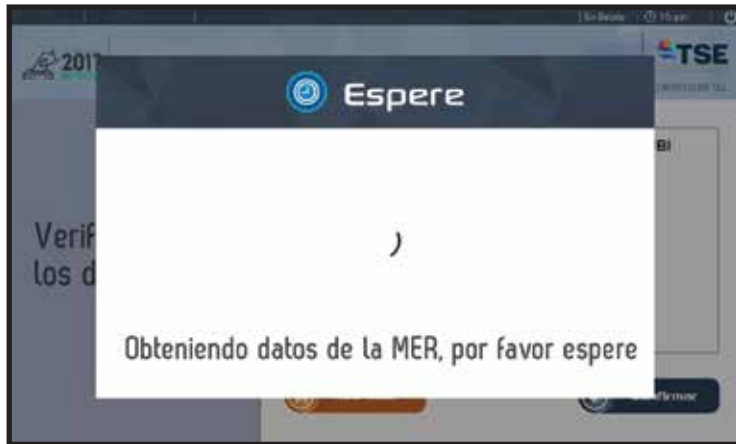 2017
TSE
Espere
Verif
los d
Obteniendo datos de la MER, por favor espere